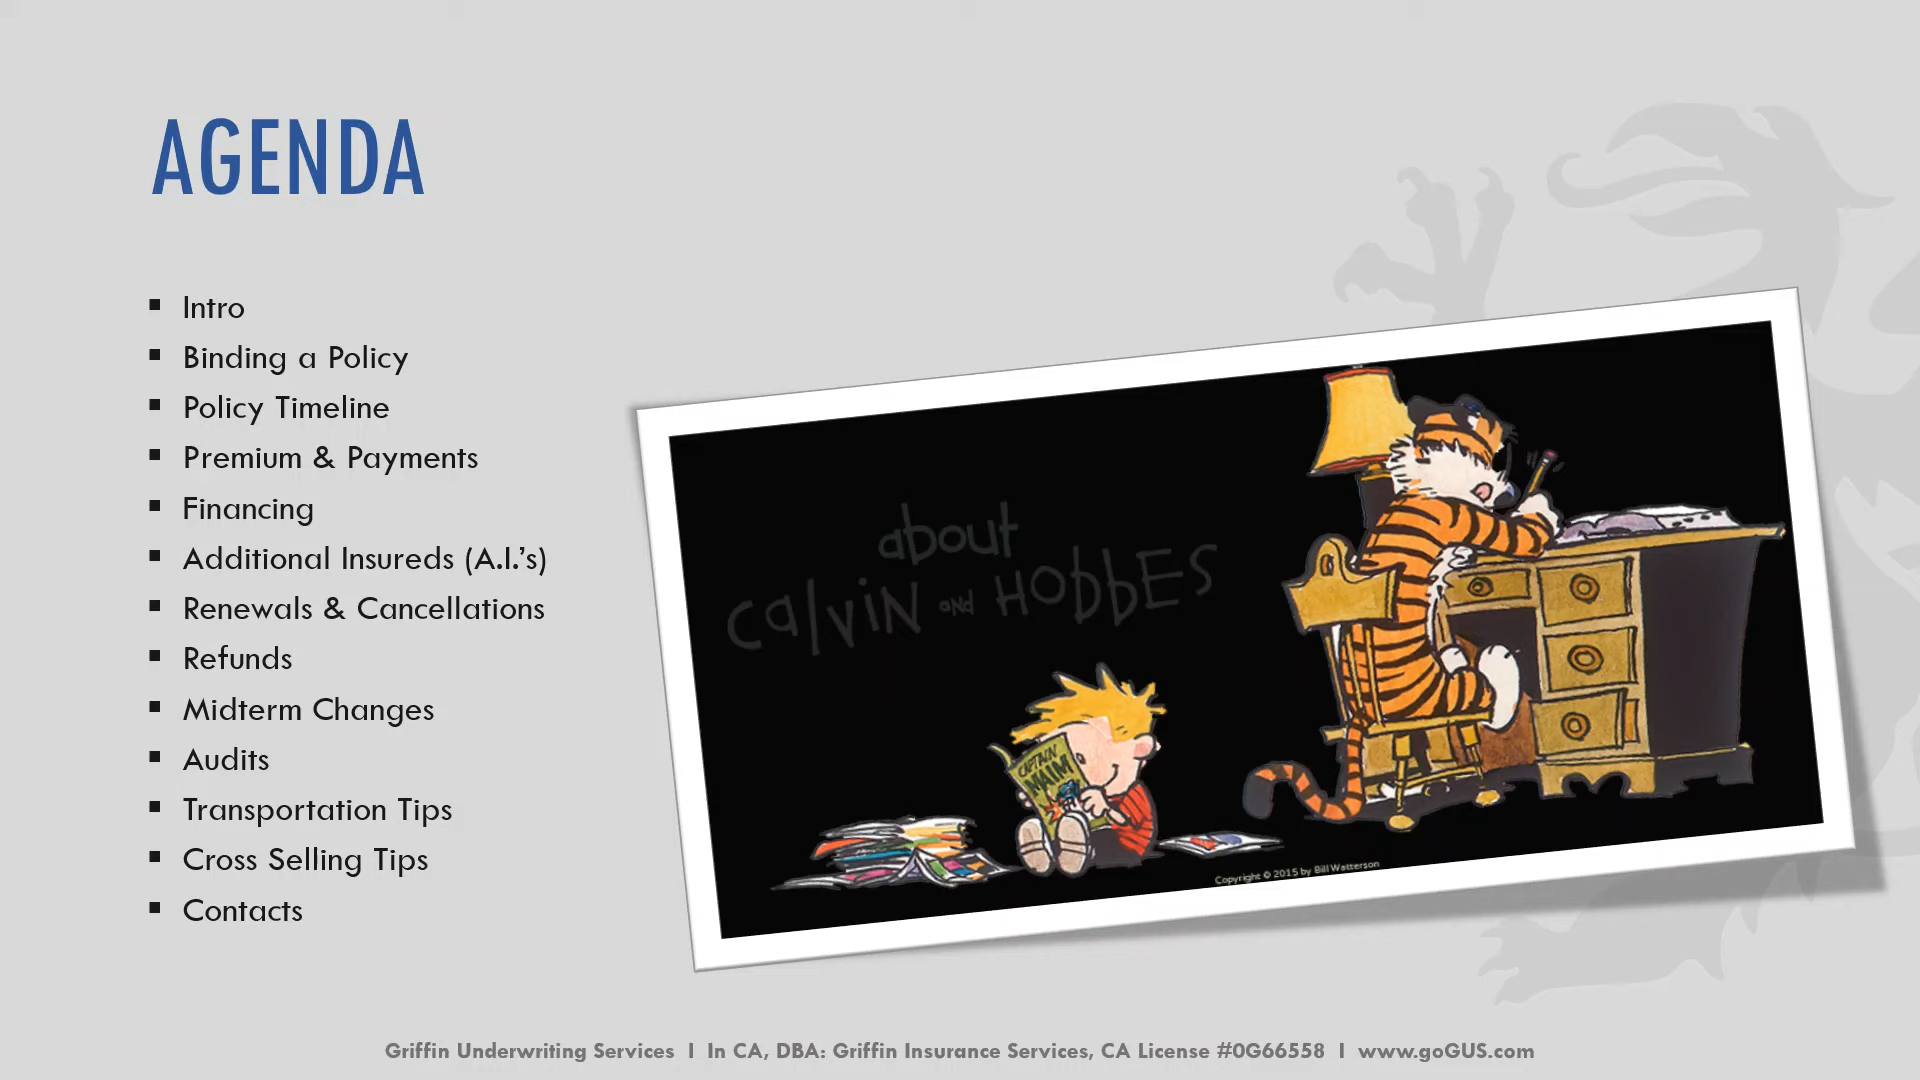 AGENDA
Intro
Binding a Policy
Policy Timeline
Premium & Payments
Financing
Additional Insureds (A.I.’s)
Renewals & Cancellations
Refunds
Midterm Changes
Audits
Transportation Tips
Cross Selling Tips
Contacts
about
calvin and HobbEs
CAPTAIN
MAIM
Copyright © 2015 by Bill Watterson
Griffin Underwriting Services I In CA, DBA: Griffin Insurance Services, CA License #0G66558 I www.goGUS.com